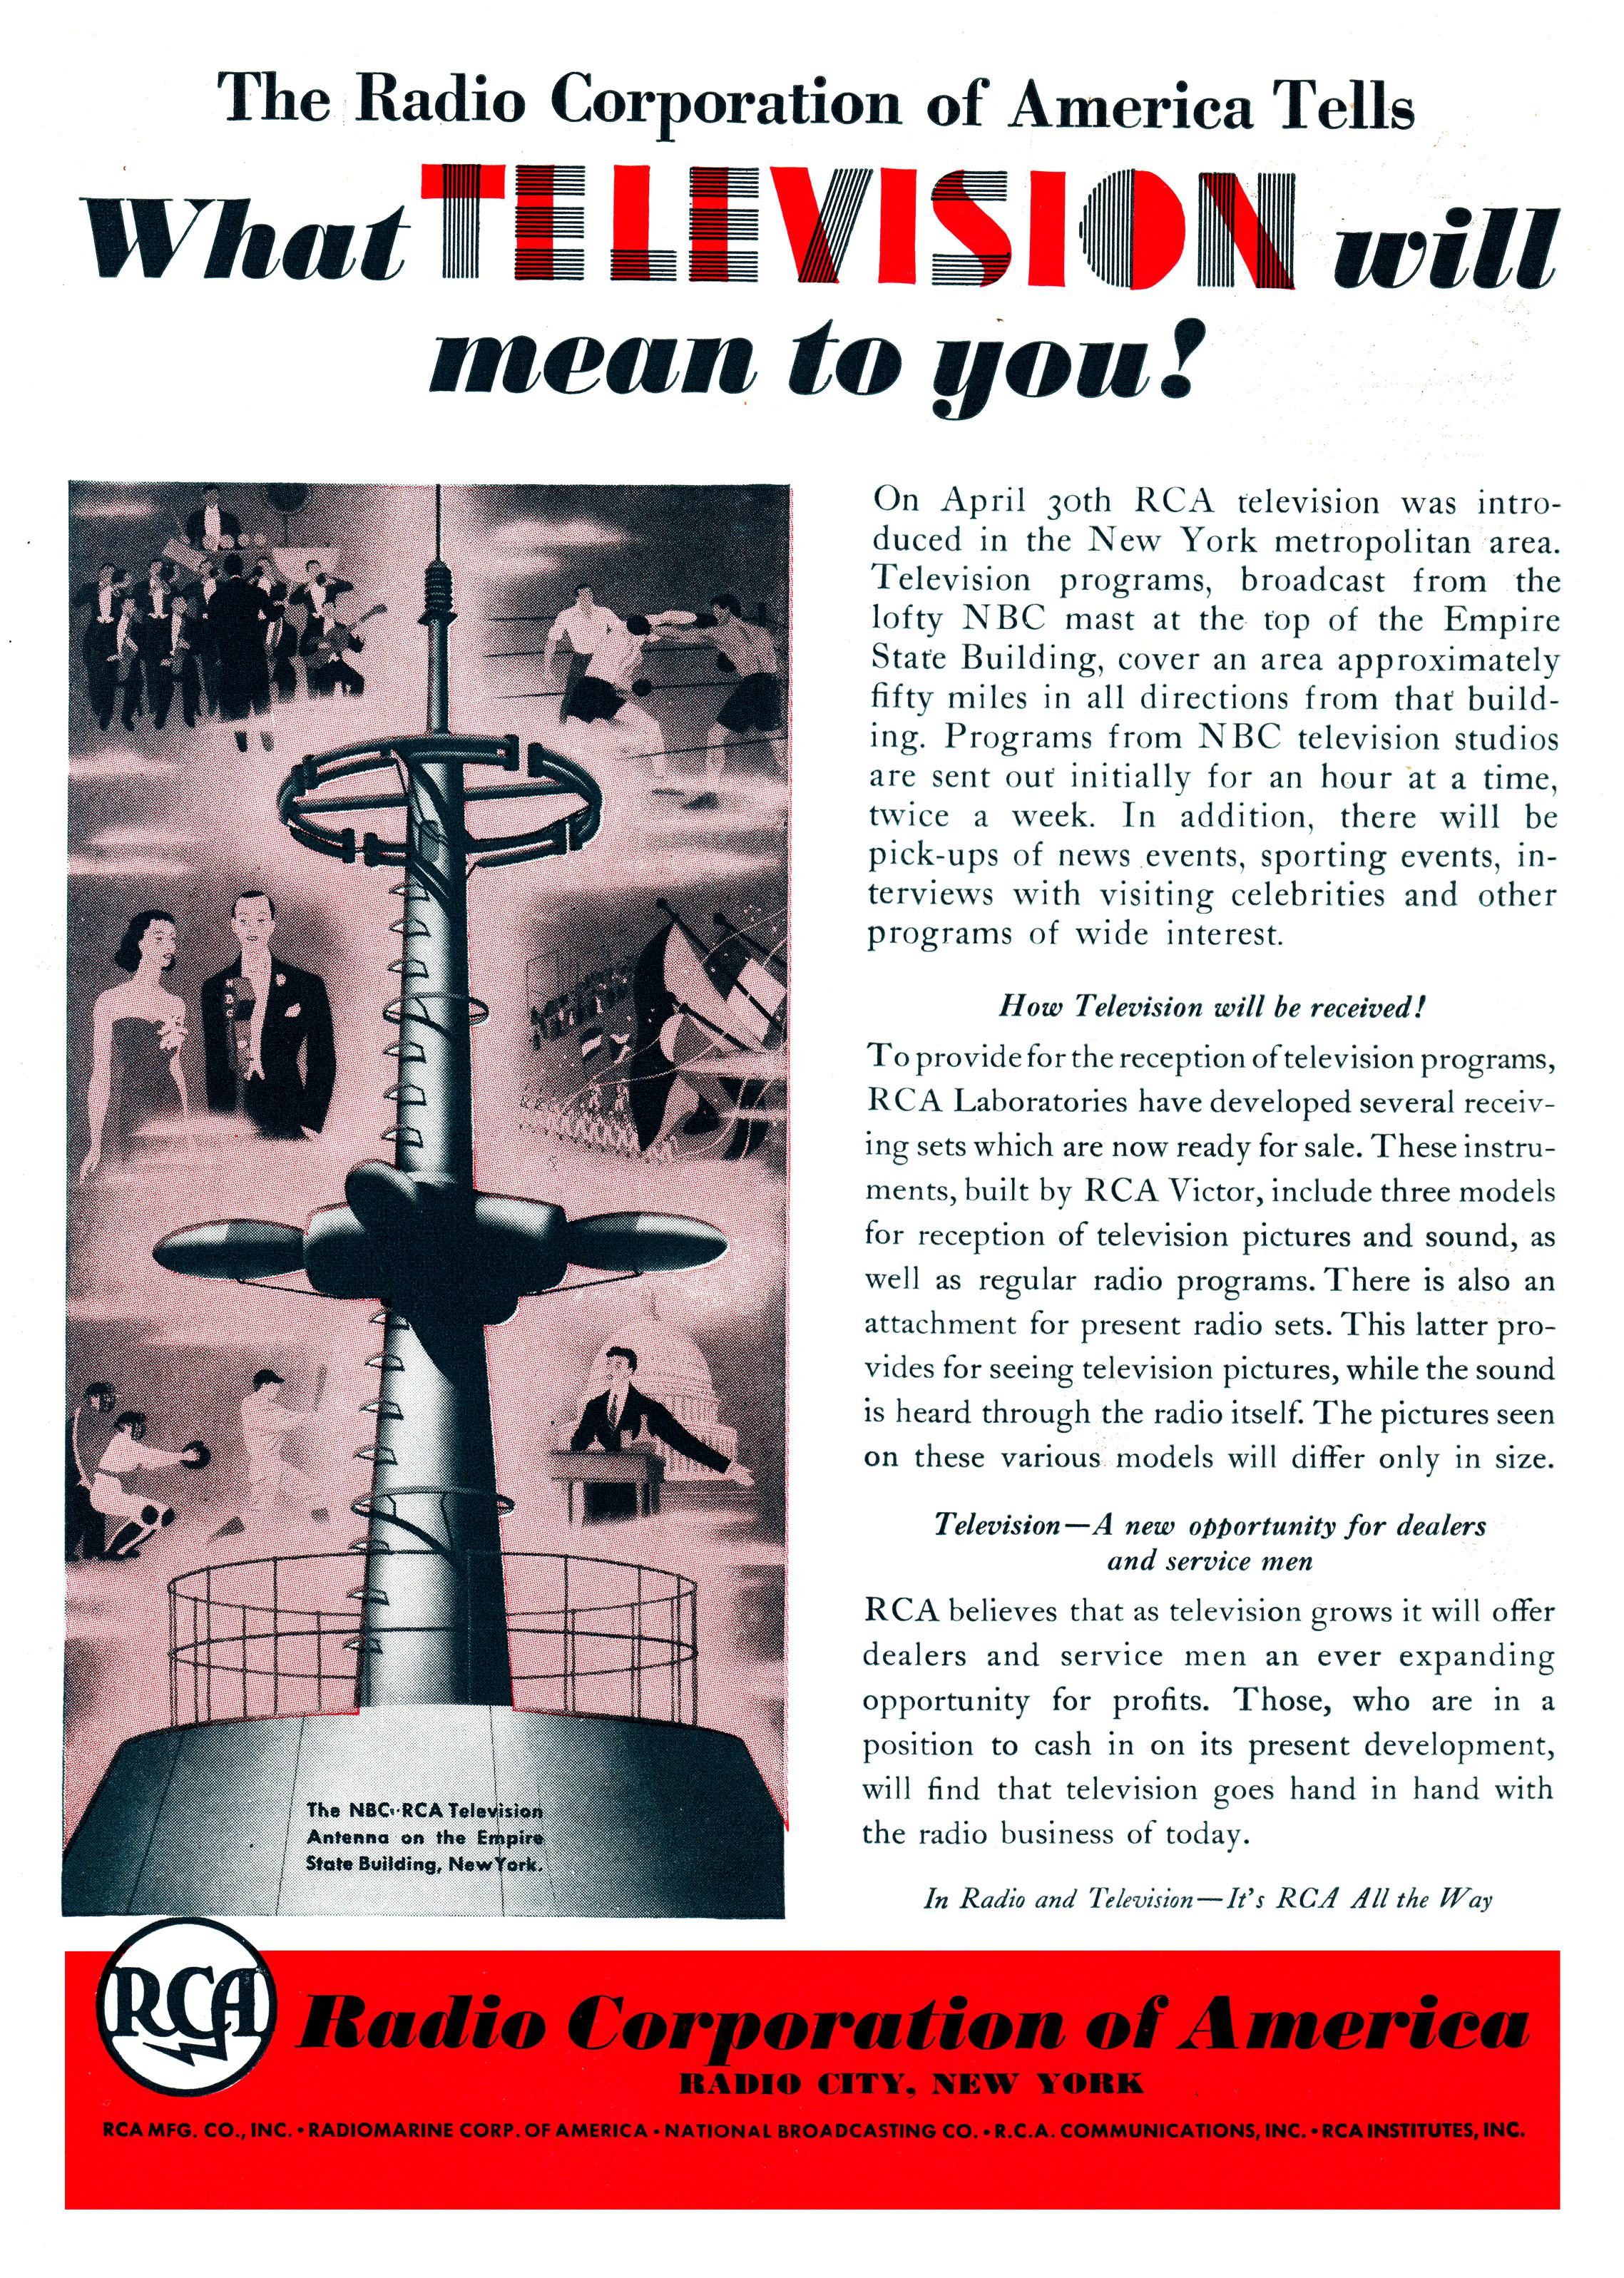 The Radio Corporation of America Tells
What TELEVISION will
mean to you!
On April 30th RCA television was intro-
duced in the New York metropolitan area.
Television programs, broadcast from the
lofty NBC mast at the top of the Empire
State Building, cover an area approximately
fifty miles in all directions from that build-
ing. Programs from NBC television studios
are sent out initially for an hour at a time,
twice a week. In addition, there will be
pick-ups of news events, sporting events, in-
terviews with visiting celebrities and other
programs of wide interest.
How Television will be received!
To provide for the reception of television programs,
RCA Laboratories have developed several receiv-
ing sets which are now ready for sale. These instru-
ments, built by RCA Victor, include three models
for reception of television pictures and sound, as
well as regular radio programs. There is also an
attachment for present radio sets. This latter pro-
vides for seeing television pictures, while the sound
is heard through the radio itself. The pictures seen
on these various models will differ only in size.
Television—A new opportunity for dealers
and service men
RCA believes that as television grows it will offer
dealers and service men an ever expanding
opportunity for profits. Those, who are in a
position to cash in on its present development,
will find that television goes hand in hand with
the radio business of today.
In Radio and Television—It's RCA All the Way
NBC
The NBC-RCA Television
Antenna on the Empire
State Building, New York.
RCA
Radio Corporation of America
RADIO CITY, NEW YORK
RCA MFG. CO., INC. • RADIOMARINE CORP. OF AMERICA • NATIONAL BROADCASTING CO. • R.C.A. COMMUNICATIONS, INC. • RCA INSTITUTES, INC.